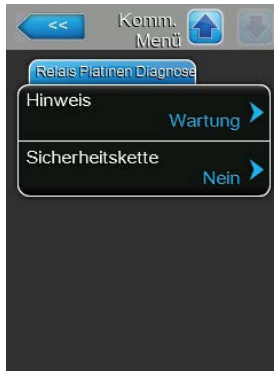 <<
Komm.
Menü
Relais Platinen Diagnose
Hinweis
Wartung
Sicherheitskette
Nein